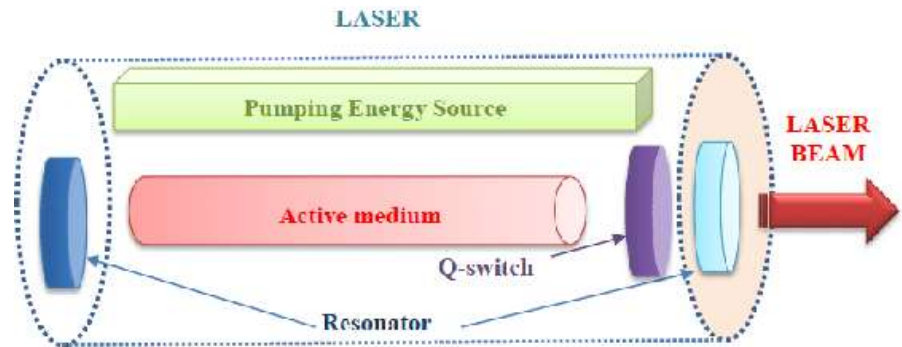 LASER
Pumping Energy Source
LASER
BEAM
Active medium
Q-switch
Resonator